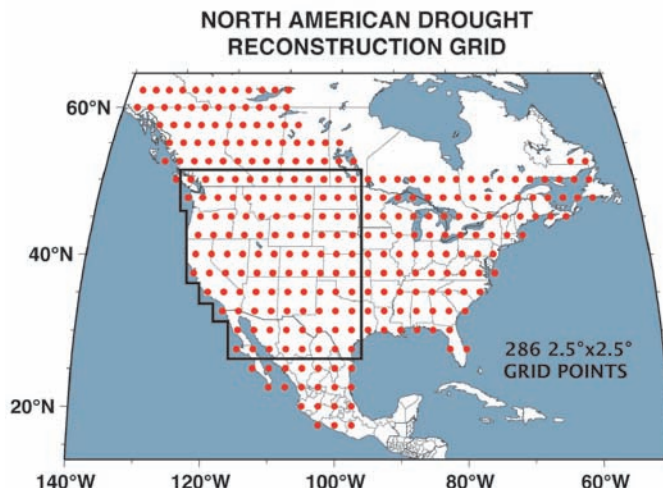 NORTH AMERICAN DROUGHT
RECONSTRUCTION GRID
60°N
40°N
20°N
286 2.5°x2.5°
GRID POINTS
140°W
120°W
100°W
80°W
60°W